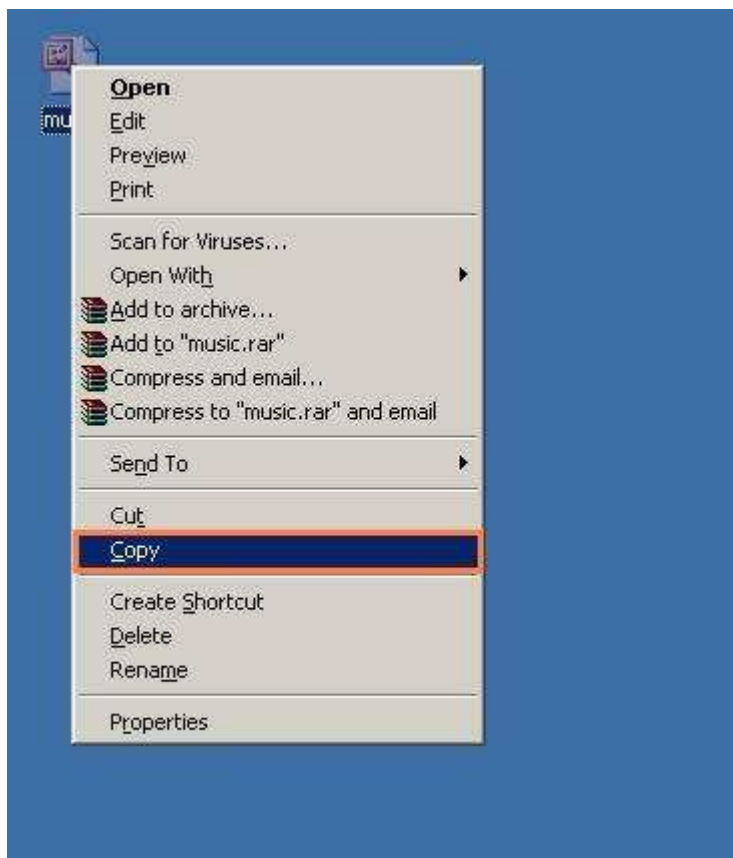 mu
Open
Edit
Preview
Print
Scan for Viruses...
Open With
Add to archive...
Add to "music.rar"
Compress and email...
Compress to "music.rar" and email
Send To
Cut
Copy
Create Shortcut
Delete
Rename
Properties